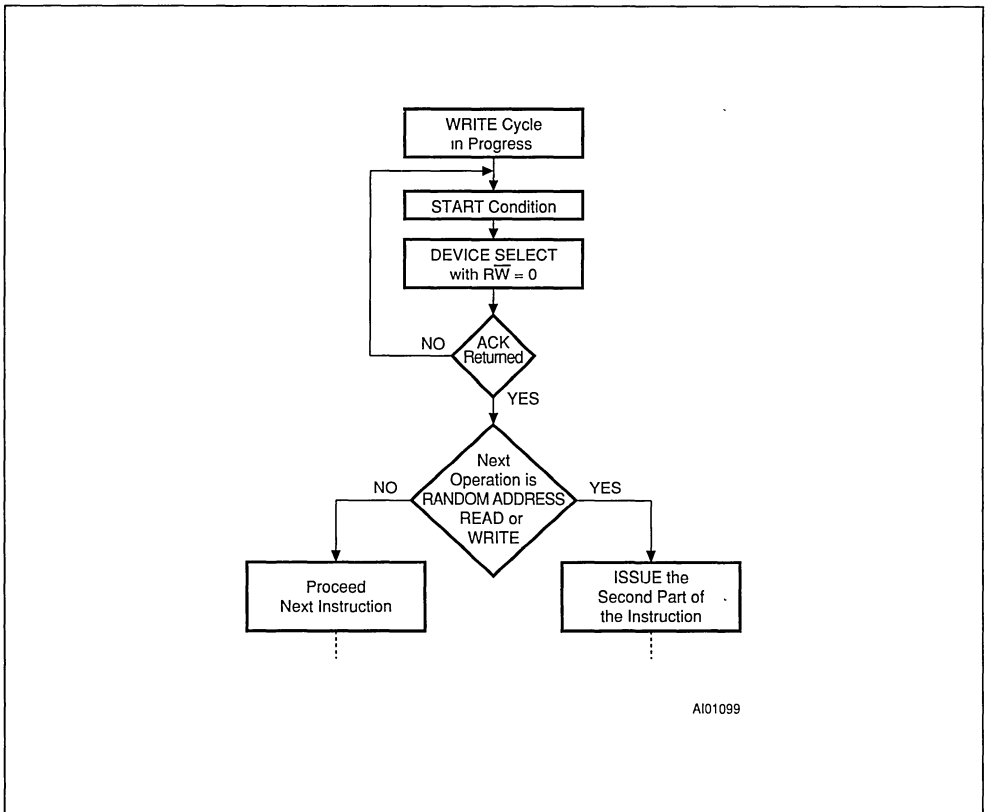 WRITE Cycle
in Progress
START Condition
DEVICE SELECT
with RW̅ = 0
NO
ACK
Returned
YES
Next
Operation is
RANDOM ADDRESS
READ or
WRITE
NO
YES
Proceed
Next Instruction
ISSUE the
Second Part of
the Instruction
AI01099